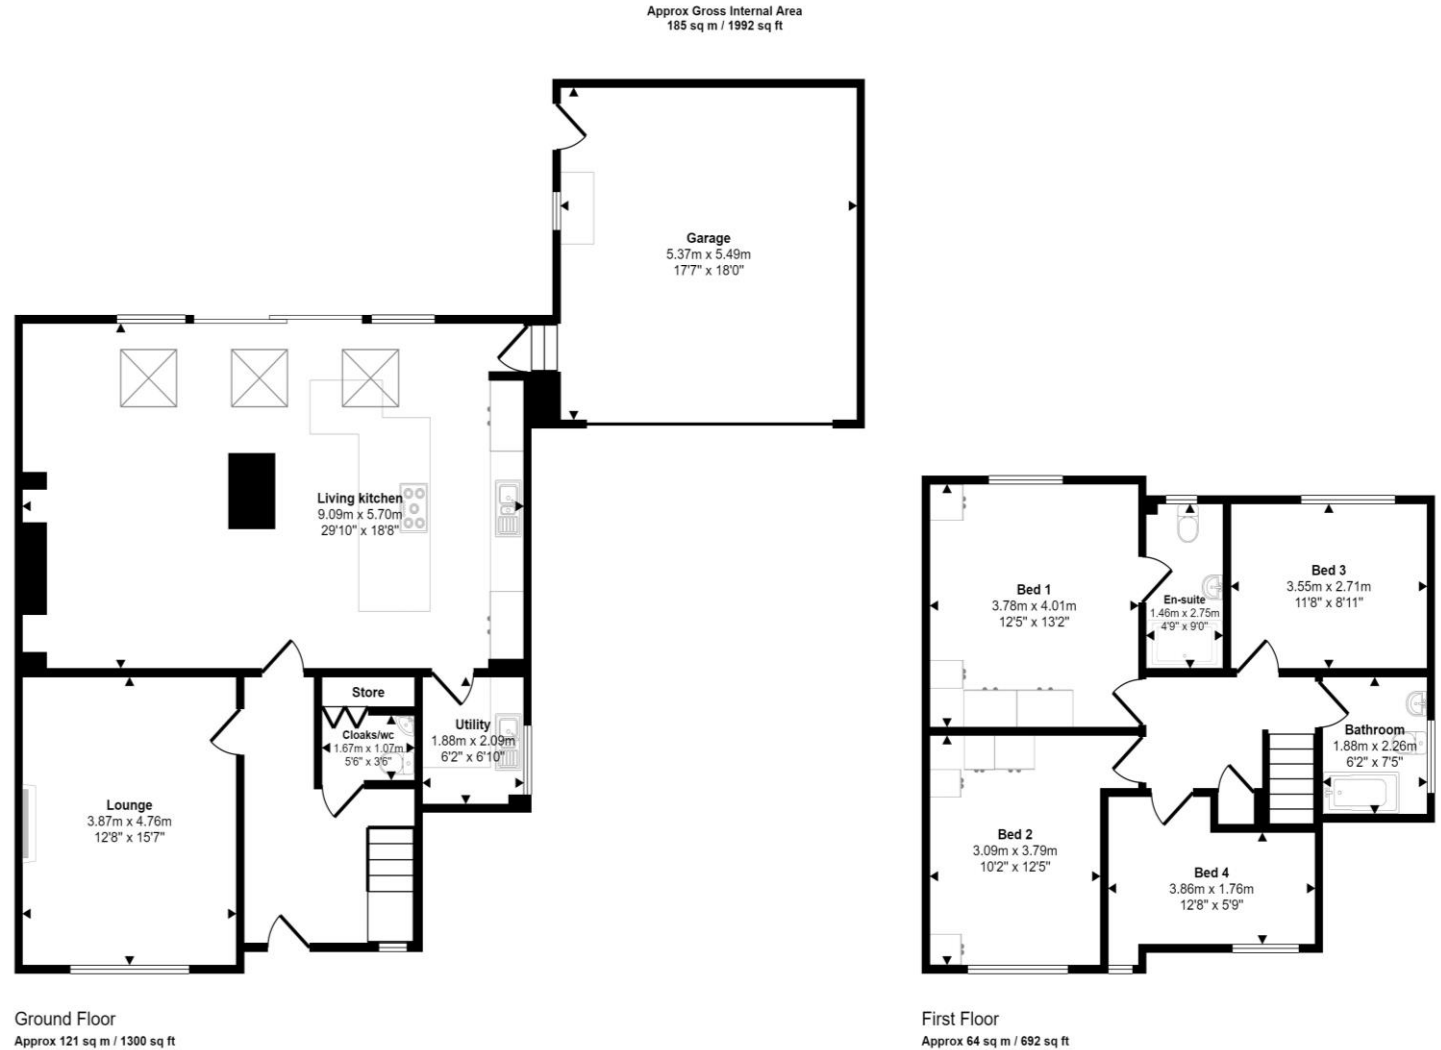 Approx Gross Internal Area
185 sq m / 1992 sq ft
Garage
5.37m x 5.49m
17'7" x 18'0"
Living kitchen
9.09m x 5.70m
29'10" x 18'8"
Store
Cloaks/wc
1.67m x 1.07m
5'6" x 3'6"
Utility
1.88m x 2.09m
6'2" x 6'10"
Lounge
3.87m x 4.76m
12'8" x 15'7"
Ground Floor
Approx 121 sq m / 1300 sq ft
Bed 1
3.78m x 4.01m
12'5" x 13'2"
En-suite
1.46m x 2.75m
4'9" x 9'0"
Bed 3
3.55m x 2.71m
11'8" x 8'11"
Bathroom
1.88m x 2.26m
6'2" x 7'5"
Bed 2
3.09m x 3.79m
10'2" x 12'5"
Bed 4
3.86m x 1.76m
12'8" x 5'9"
First Floor
Approx 64 sq m / 692 sq ft